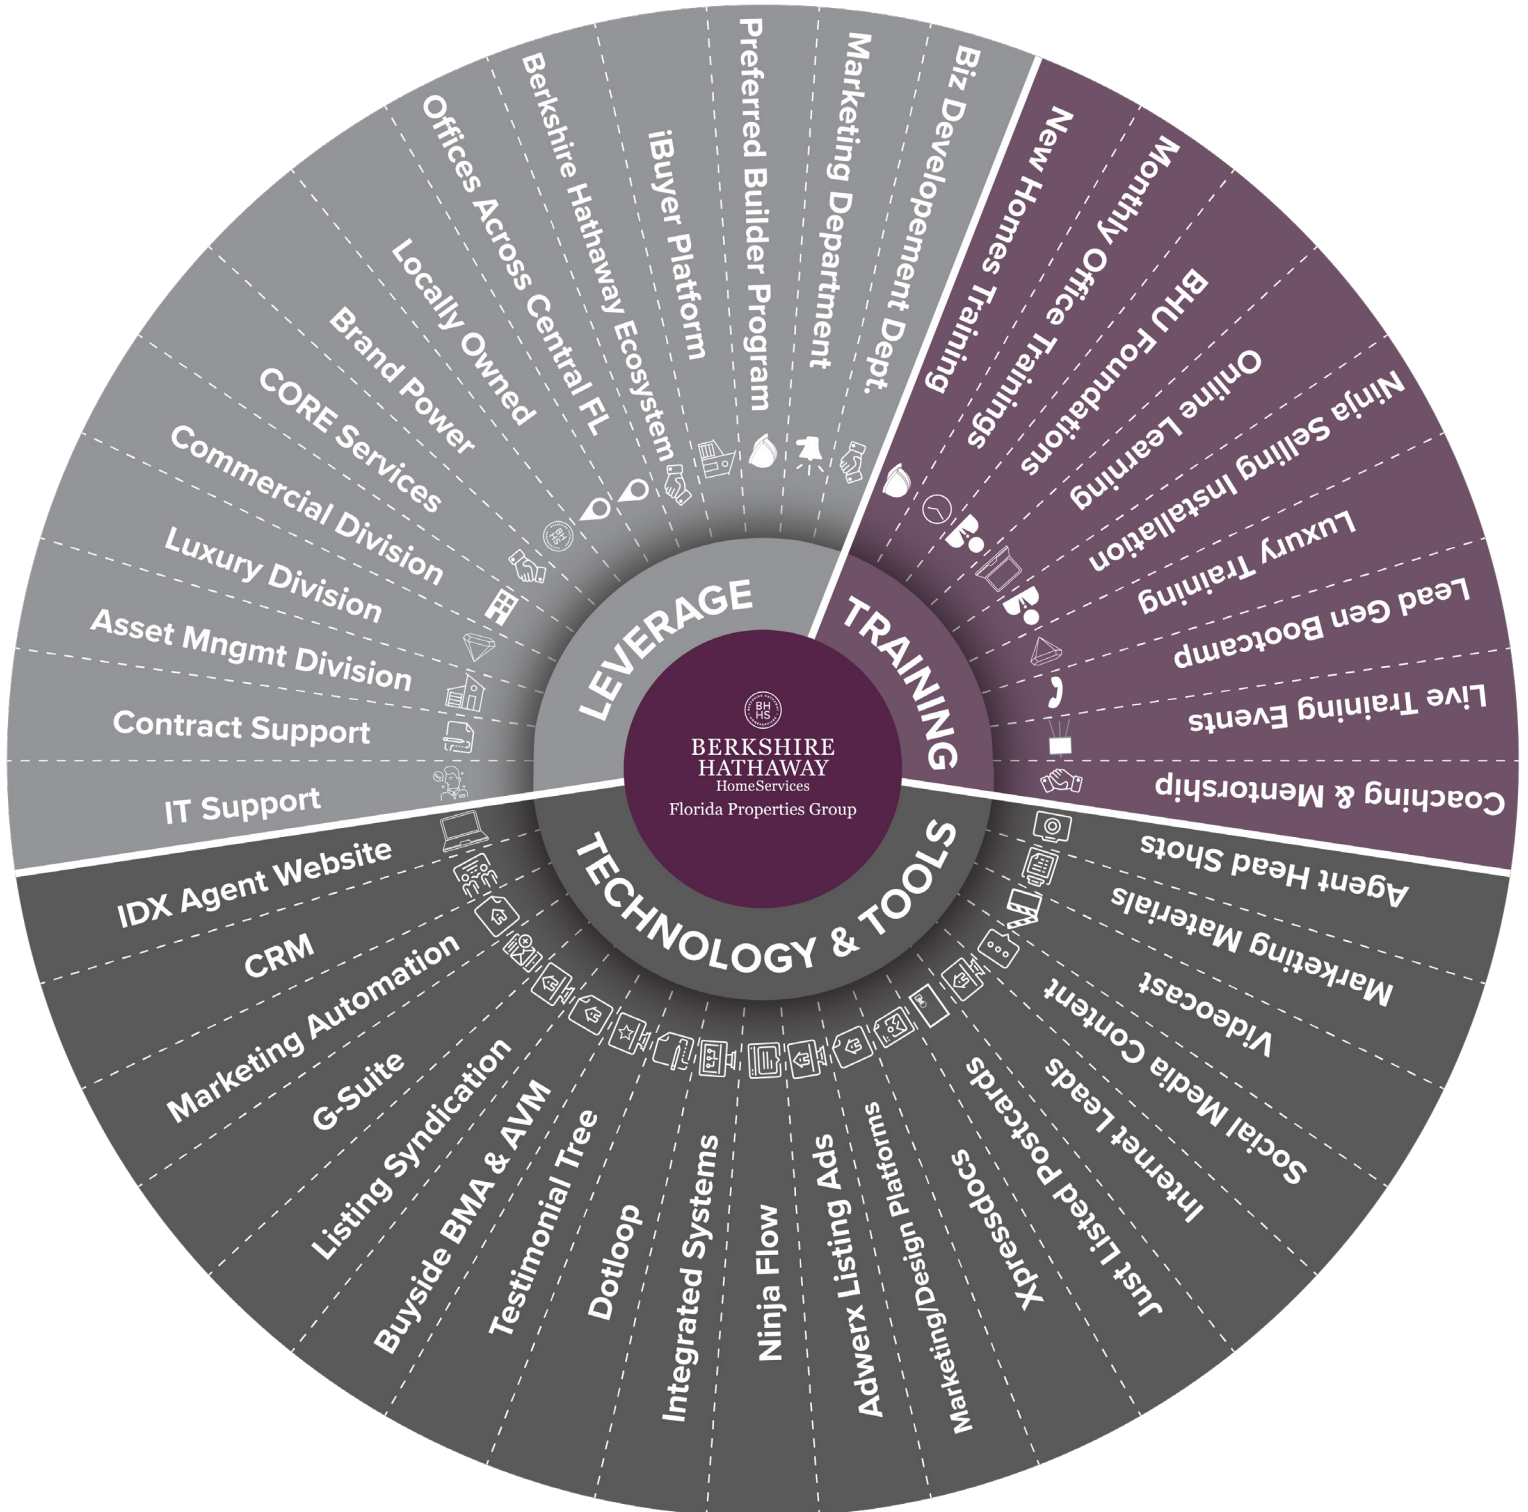 BH
HS
BERKSHIRE
HATHAWAY
HomeServices
Florida Properties Group
LEVERAGE
IT Support
Contract Support
Asset Mngmt Division
Luxury Division
Commercial Division
CORE Services
Brand Power
Locally Owned
Offices Across Central FL
Berkshire Hathaway Ecosystem
iBuyer Platform
Preferred Builder Program
Marketing Department
Biz Developement Dept.
TRAINING
New Homes Training
Monthly Office Trainings
BHU Foundations
Online Learning
Ninja Selling Installation
Luxury Training
Lead Gen Bootcamp
Live Training Events
Coaching & Mentorship
TECHNOLOGY & TOOLS
Agent Head Shots
Marketing Materials
Videocast
Social Media Content
Internet Leads
Just Listed Postcards
Xpressdocs
Marketing/Design Platforms
Adwerx Listing Ads
Ninja Flow
Integrated Systems
Dotloop
Testimonial Tree
Buyside BMA & AVM
Listing Syndication
G-Suite
Marketing Automation
CRM
IDX Agent Website